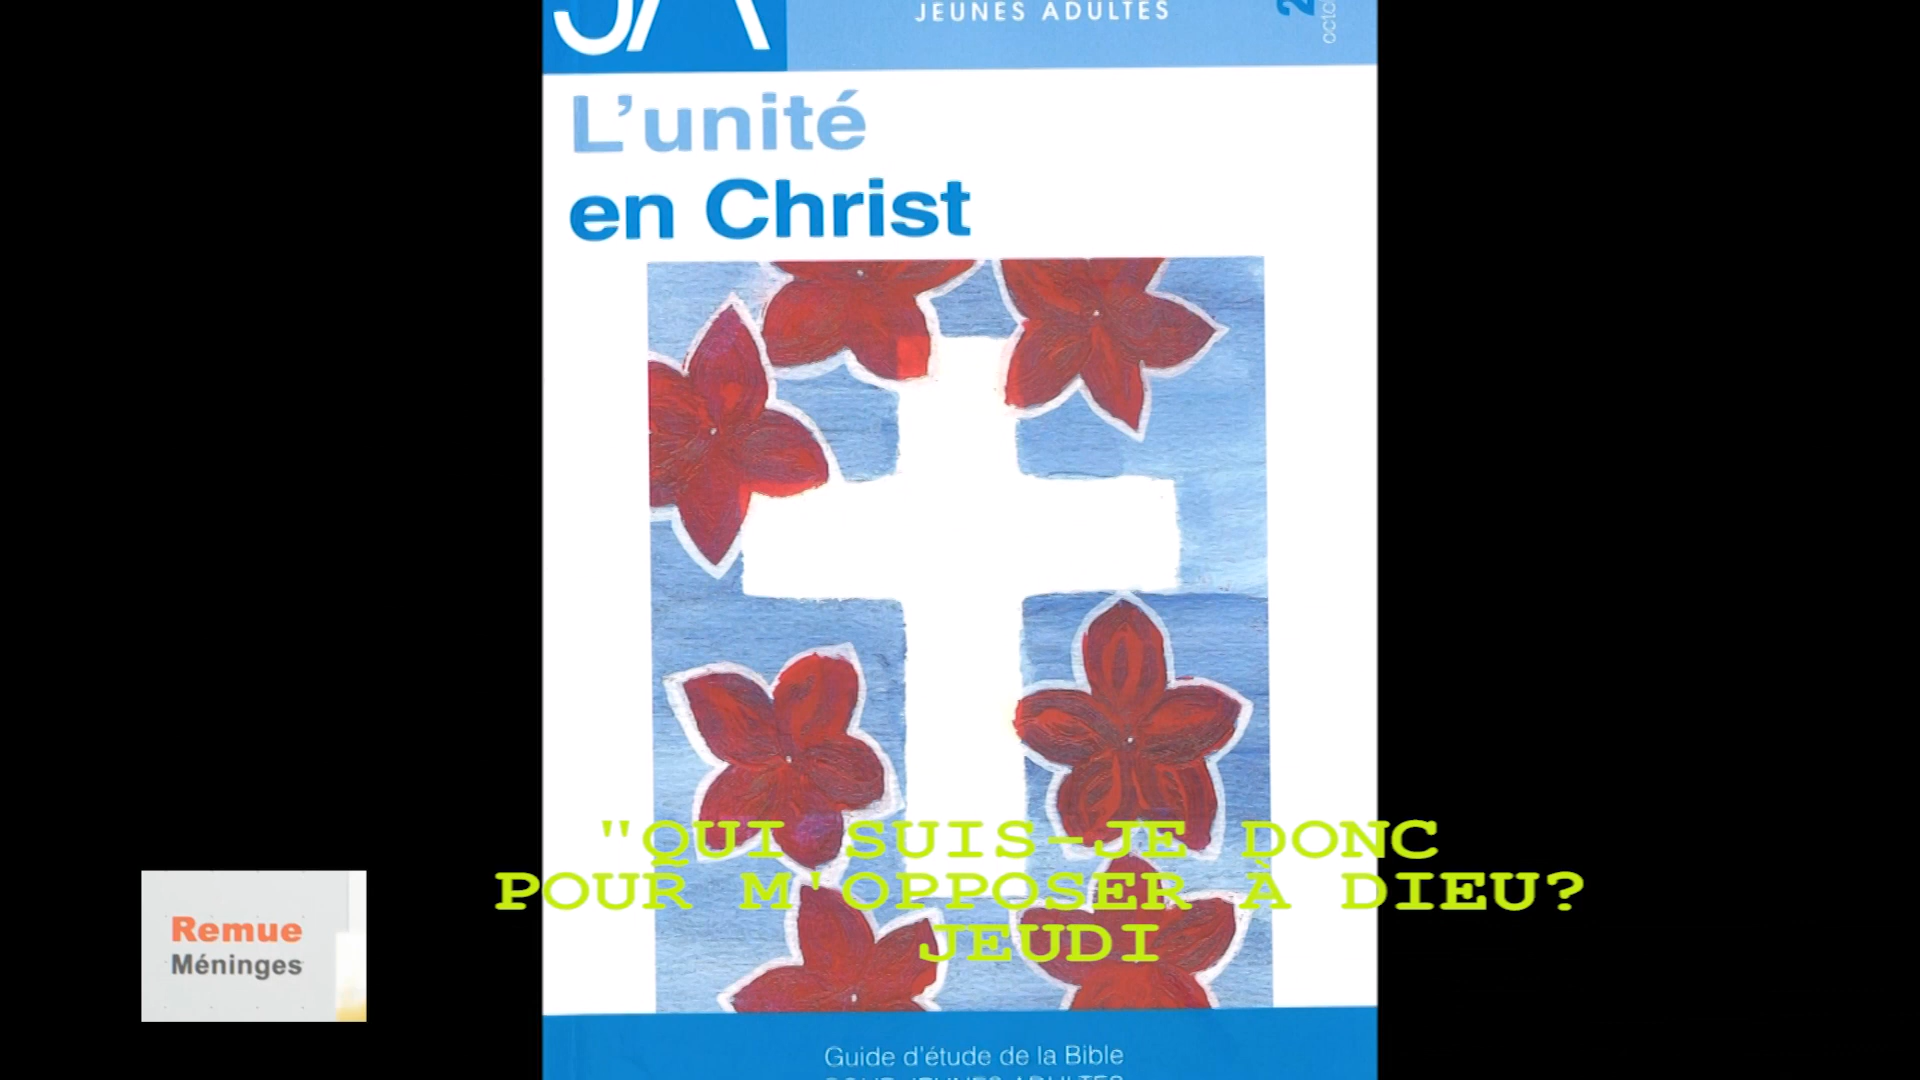 JEUNES ADULTES
L'unité
en Christ
"QUI SUIS-JE DONC
POUR M'OPPOSER À DIEU?
JEUDI
Remue
Méninges
Guide d'étude de la Bible